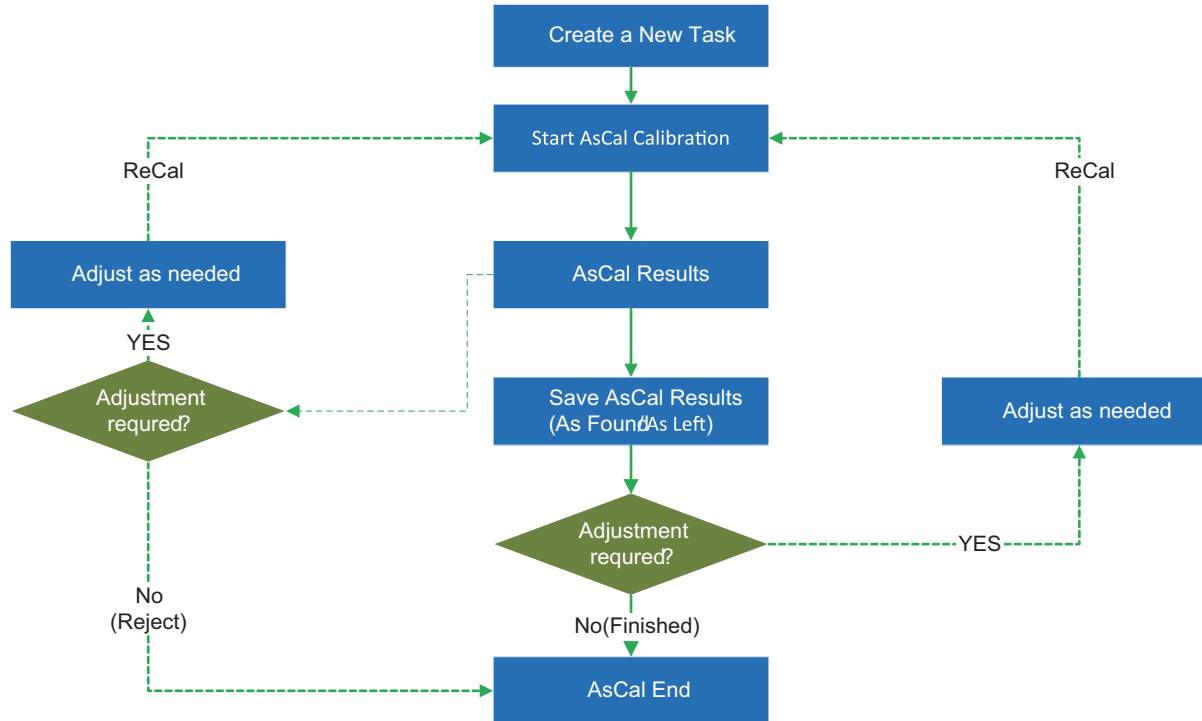 Create a New Task
Start AsCal Calibration
ReCal
ReCal
Adjust as needed
AsCal Results
YES
Adjustment
requred?
Save AsCal Results
(As Found/As Left)
Adjust as needed
Adjustment
requred?
YES
No
(Reject)
No(Finished)
AsCal End